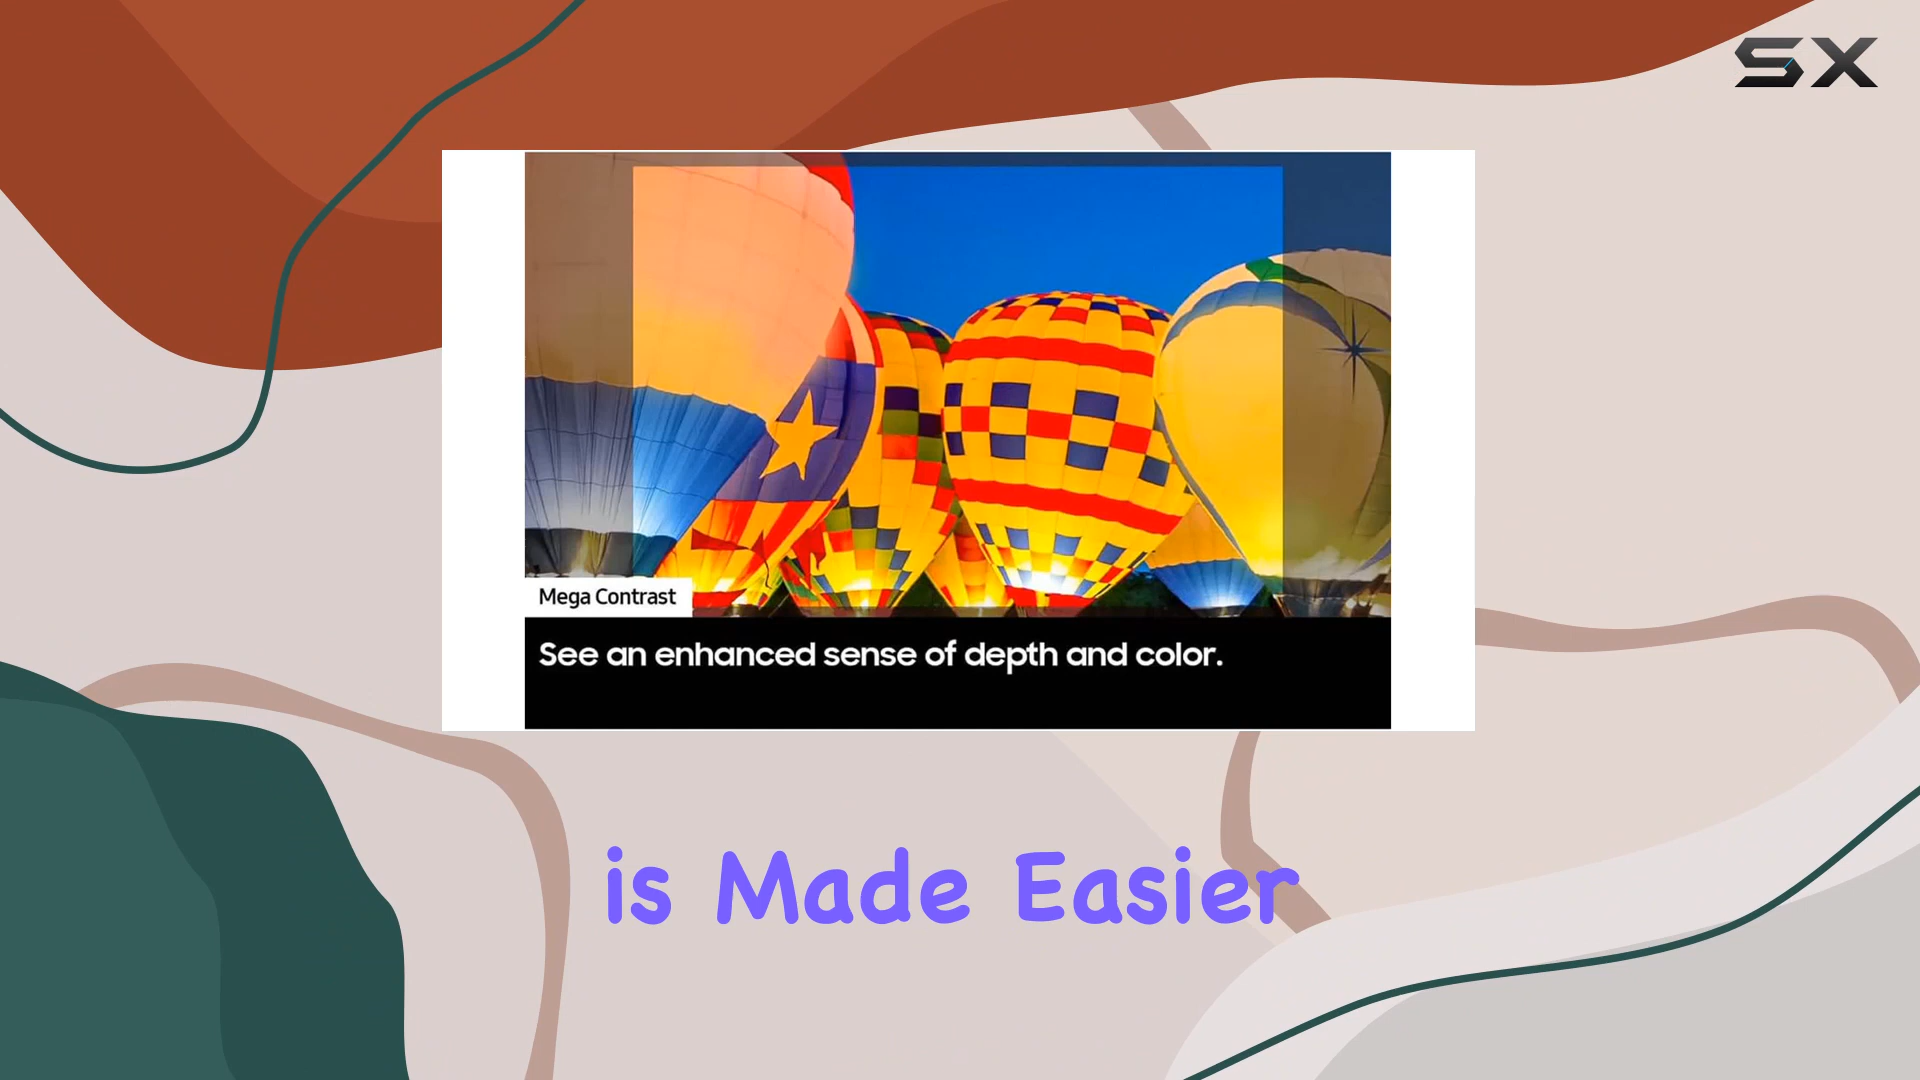 SX
Mega Contrast
See an enhanced sense of depth and color.
is Made Easier